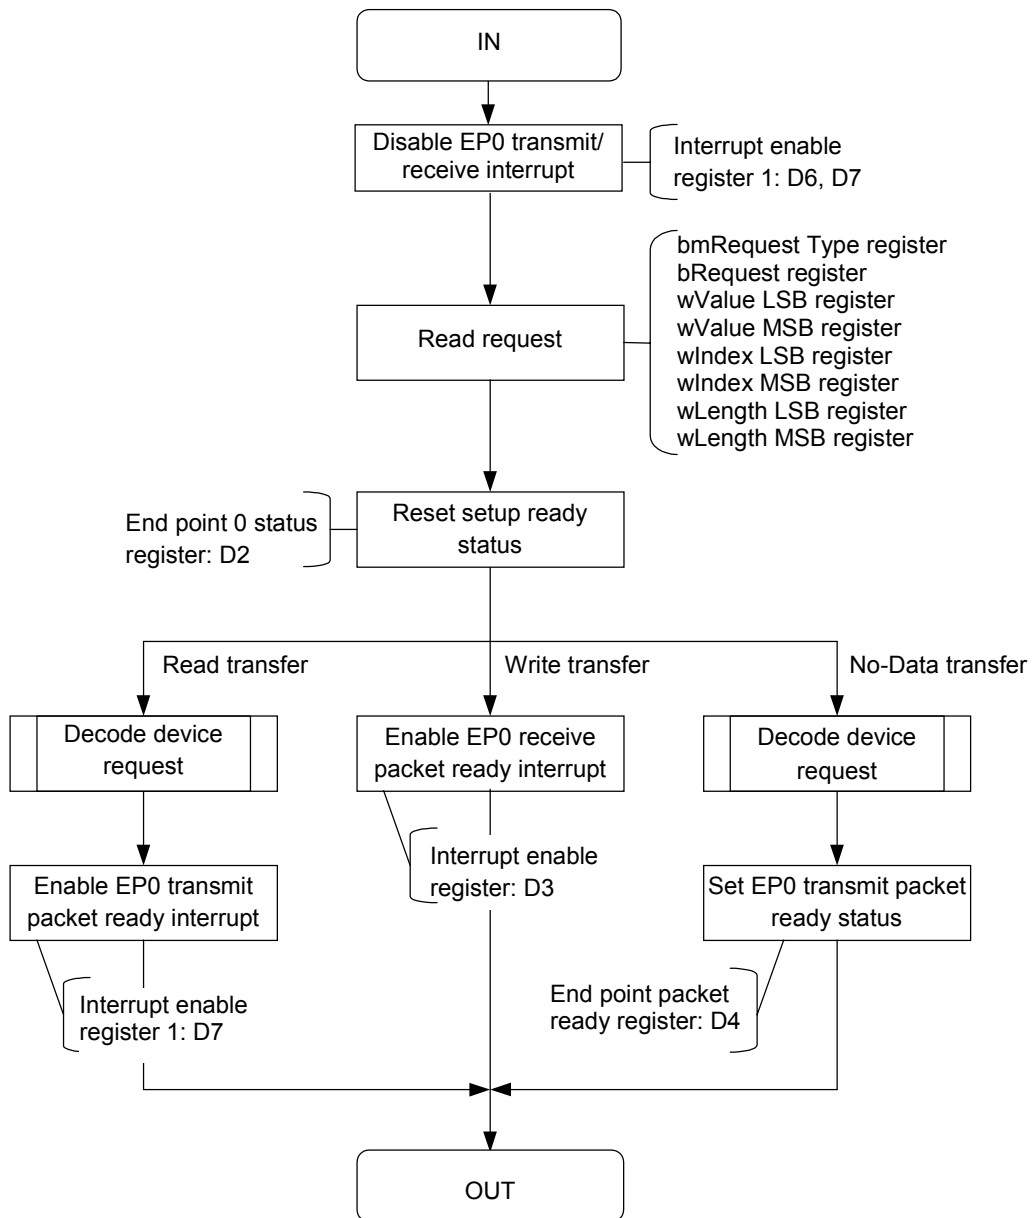 IN
Disable EP0 transmit/
receive interrupt
Interrupt enable
register 1: D6, D7
bmRequest Type register
bRequest register
wValue LSB register
wValue MSB register
wIndex LSB register
wIndex MSB register
wLength LSB register
wLength MSB register
Read request
End point 0 status
register: D2
Reset setup ready
status
Read transfer
Write transfer
No-Data transfer
Decode device
request
Enable EP0 receive
packet ready interrupt
Decode device
request
Interrupt enable
register: D3
Enable EP0 transmit
packet ready interrupt
Set EP0 transmit packet
ready status
Interrupt enable
register 1: D7
End point packet
ready register: D4
OUT